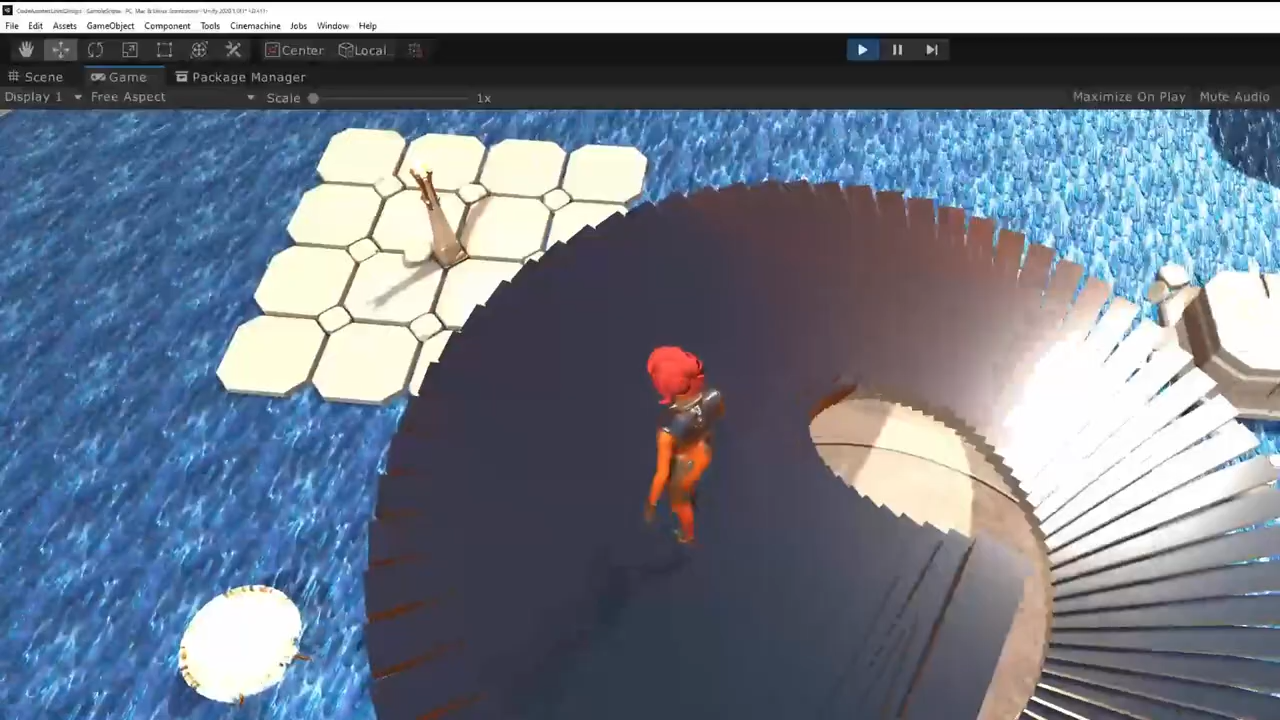 File Edit Assets GameObject Component Tools Cinemachine Jobs Window Help
Center Local
Scene Game Package Manager
Display 1 Free Aspect Scale 1x Maximize On Play Mute Audio